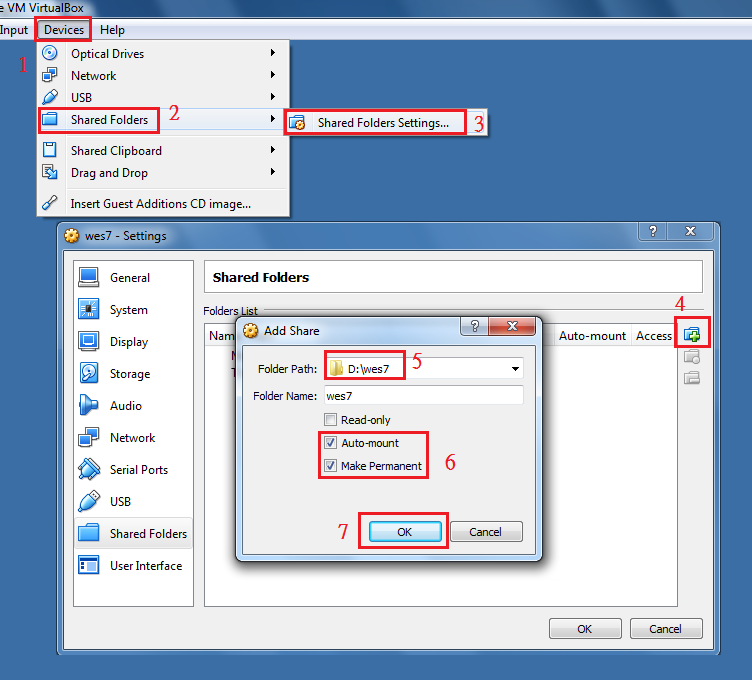 e VM VirtualBox
Input Devices Help
1
Optical Drives
Network
USB
Shared Folders 2
Shared Folders Settings... 3
Shared Clipboard
Drag and Drop
Insert Guest Additions CD image...
wes7 - Settings ?
General
System
Display
Storage
Audio
Network
Serial Ports
USB
Shared Folders
User Interface
Shared Folders
Folders List
4
Nam Auto-mount Access
Add Share ?
Folder Path: D:\wes7 5
Folder Name: wes7
Read-only
Auto-mount
Make Permanent
6
7 OK Cancel
OK Cancel